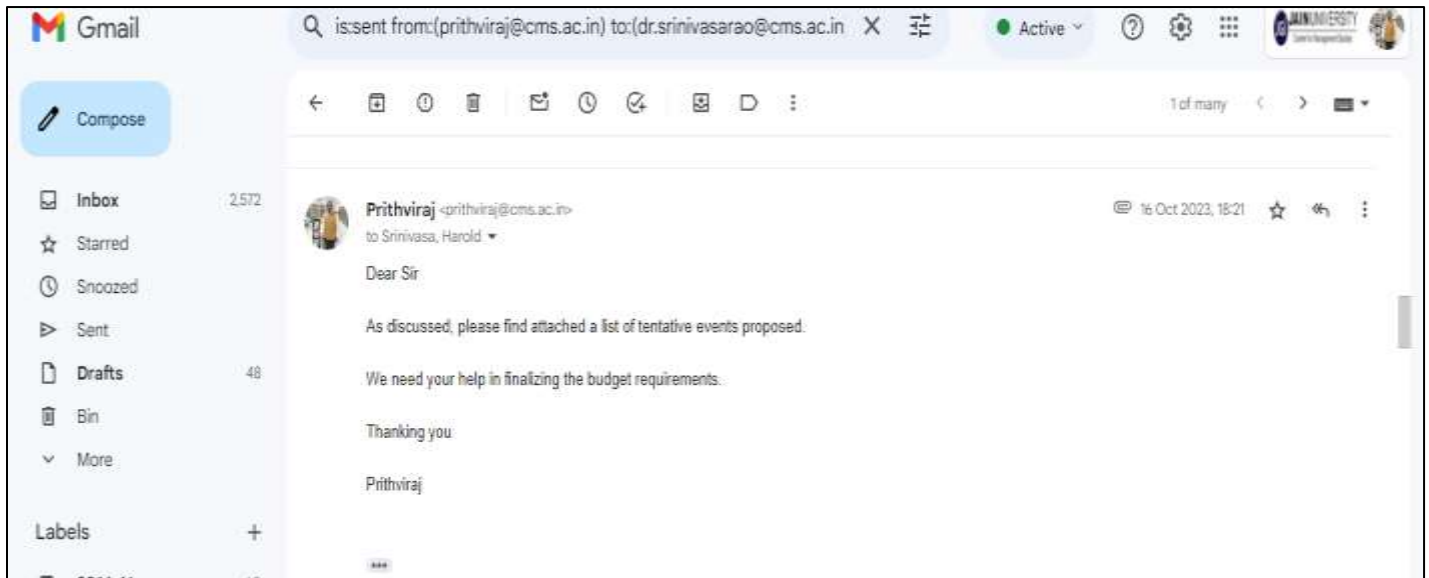 Gmail
is:sent from:(prithviraj@cms.ac.in) to:(dr.srinivasarao@cms.ac.in
Active
JAIN UNIVERSITY
Compose
1 of many
Inbox 2,572
Starred
Snoozed
Sent
Drafts 48
Bin
More
Labels
Prithviraj <prithviraj@cms.ac.in>
16 Oct 2023, 18:21
to Srinivasa, Harold
Dear Sir
As discussed, please find attached a list of tentative events proposed.
We need your help in finalizing the budget requirements.
Thanking you
Prithviraj